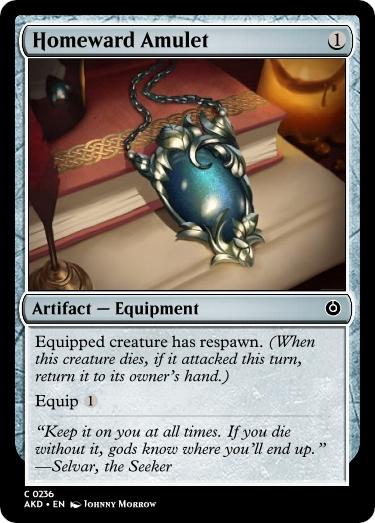 Homeward Amulet 1
Artifact — Equipment
Equipped creature has respawn. (When
this creature dies, if it attacked this turn,
return it to its owner's hand.)
Equip 1
“Keep it on you at all times. If you die
without it, gods know where you'll end up.”
—Selvar, the Seeker
C 0236
AKD • EN Johnny Morrow